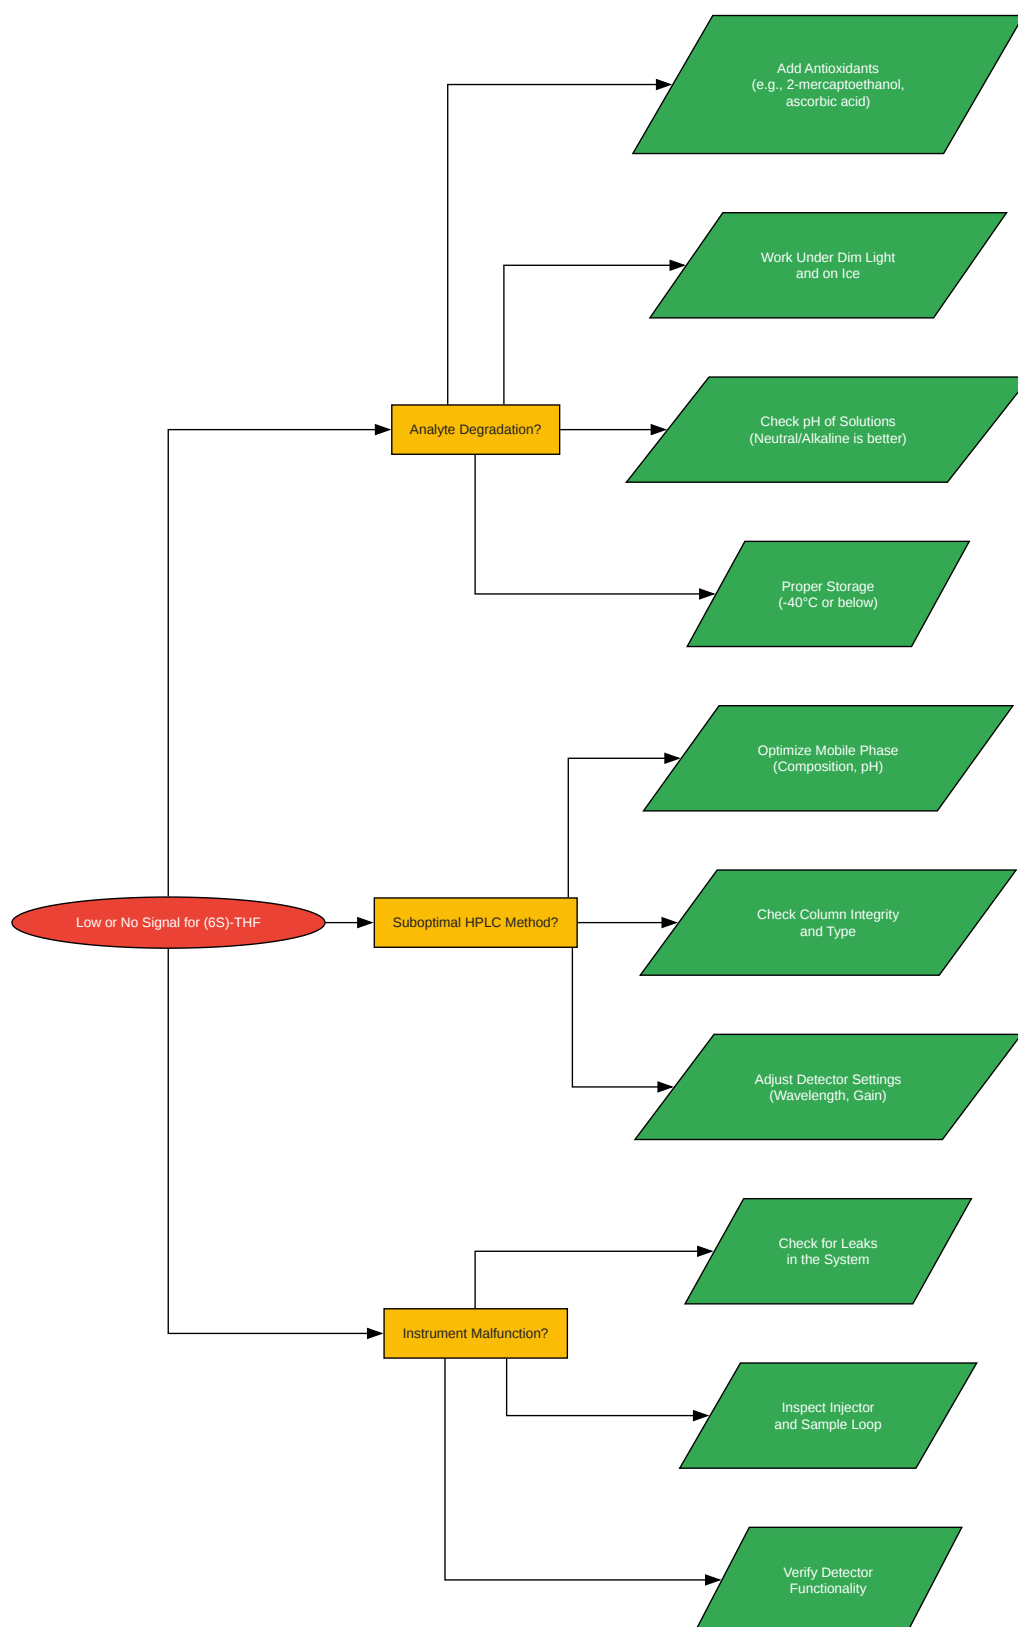 Add Antioxidants
(e.g., 2-mercaptoethanol,
ascorbic acid)
Work Under Dim Light
and on Ice
Analyte Degradation?
Check pH of Solutions
(Neutral/Alkaline is better)
Proper Storage
(-40°C or below)
Optimize Mobile Phase
(Composition, pH)
Low or No Signal for (6S)-THF
Suboptimal HPLC Method?
Check Column Integrity
and Type
Adjust Detector Settings
(Wavelength, Gain)
Check for Leaks
in the System
Instrument Malfunction?
Inspect Injector
and Sample Loop
Verify Detector
Functionality